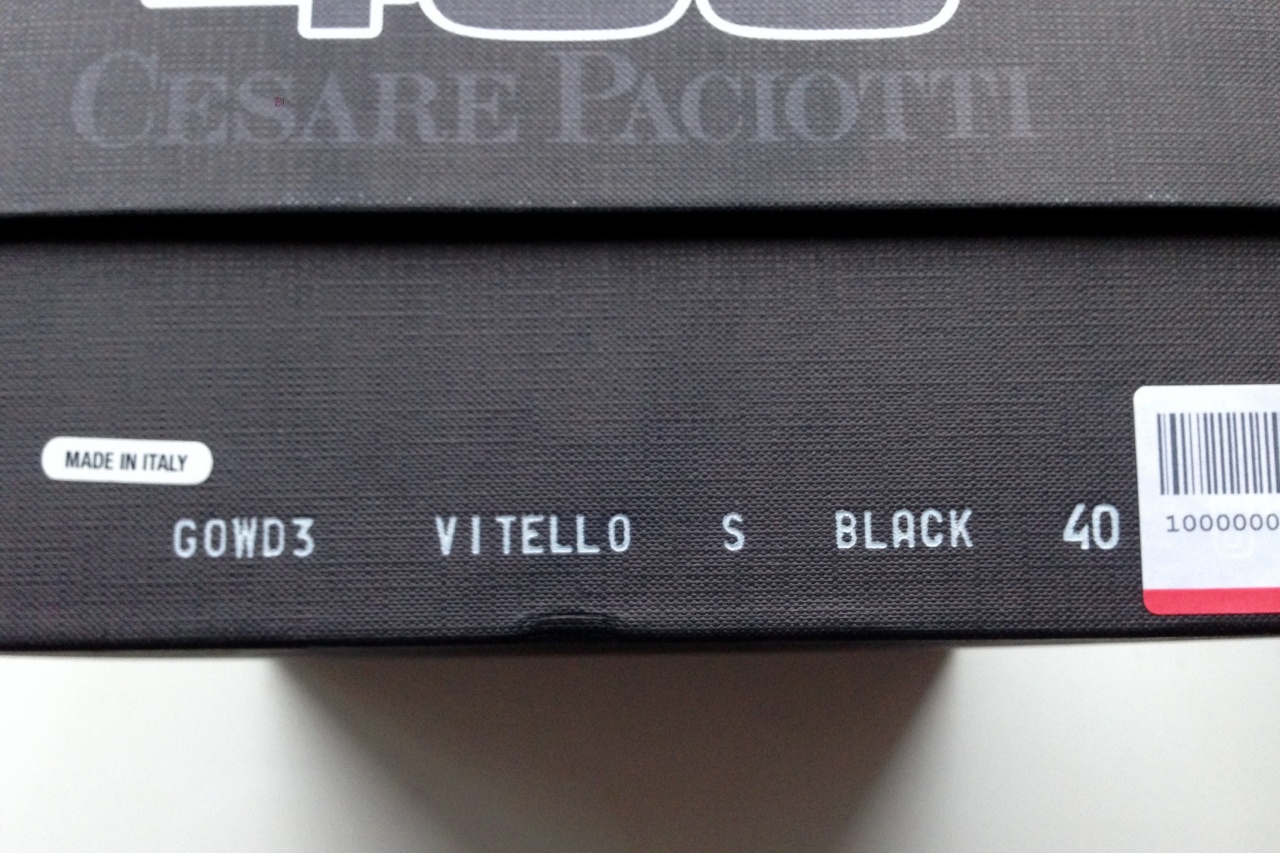 CESARE PACIOTTI
MADE IN ITALY
GOWD3 VITELLO S BLACK 40
1000000